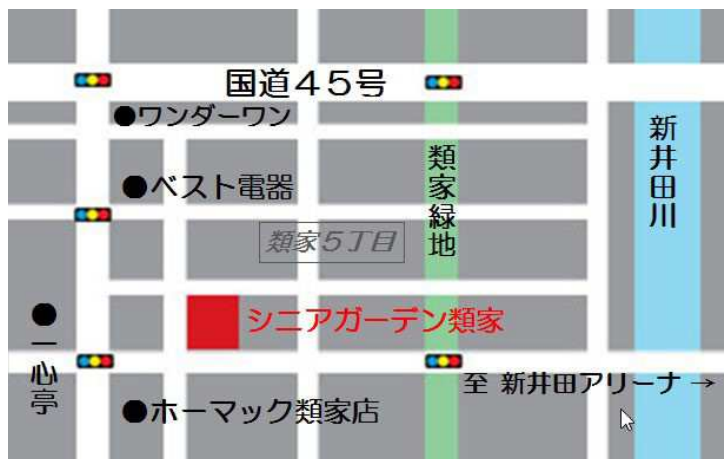 国道45号
●ワンダーワン
●ベスト電器
類家緑地
新井田川
類家5丁目
●一心亭
シニアガーデン類家
至 新井田アリーナ →
●ホーマック類家店